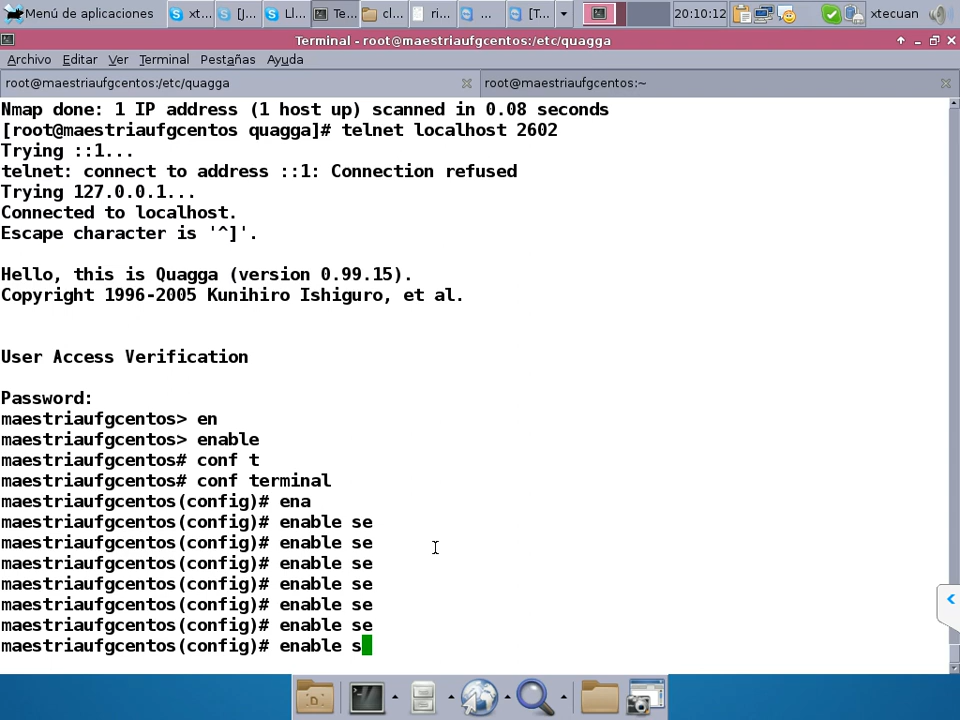 Menú de aplicaciones
xt...
[J...
Ll...
Te...
cl...
ri...
...
[T...
20:10:12
xtecuan
Terminal - root@maestriaufgcentos:/etc/quagga
Archivo Editar Ver Terminal Pestañas Ayuda
root@maestriaufgcentos:/etc/quagga
root@maestriaufgcentos:~
Nmap done: 1 IP address (1 host up) scanned in 0.08 seconds
[root@maestriaufgcentos quagga]# telnet localhost 2602
Trying ::1...
telnet: connect to address ::1: Connection refused
Trying 127.0.0.1...
Connected to localhost.
Escape character is '^]'.
Hello, this is Quagga (version 0.99.15).
Copyright 1996-2005 Kunihiro Ishiguro, et al.
User Access Verification
Password:
maestriaufgcentos> en
maestriaufgcentos> enable
maestriaufgcentos# conf t
maestriaufgcentos# conf terminal
maestriaufgcentos(config)# ena
maestriaufgcentos(config)# enable se
maestriaufgcentos(config)# enable se
maestriaufgcentos(config)# enable se
maestriaufgcentos(config)# enable se
maestriaufgcentos(config)# enable se
maestriaufgcentos(config)# enable se
maestriaufgcentos(config)# enable s